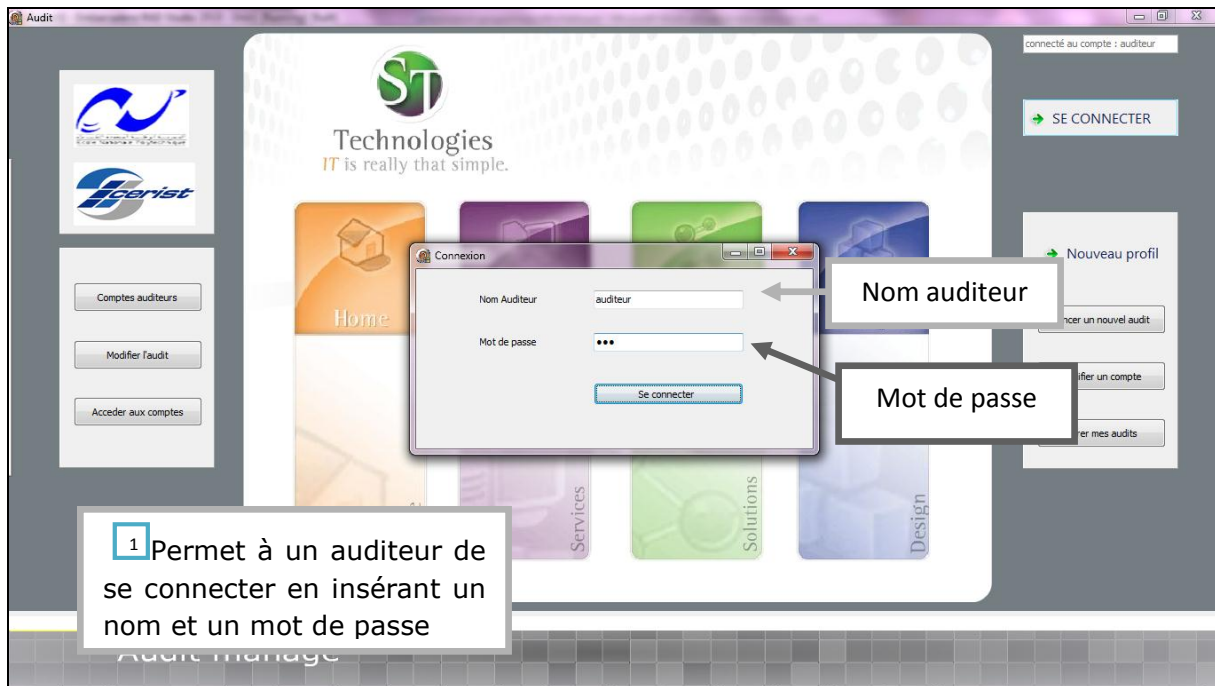 Audit
connecté au compte : auditeur
ST
Technologies
IT is really that simple.
SE CONNECTER
cerist
Nouveau profil
Connexion
Nom Auditeur
auditeur
Nom auditeur
Comptes auditeurs
Home
ncer un nouvel audit
Mot de passe
•••
Modifier l'audit
ifier un compte
Se connecter
Mot de passe
Acceder aux comptes
rer mes audits
Services
Solutions
Design
1 Permet à un auditeur de
se connecter en insérant un
nom et un mot de passe
Audit manage